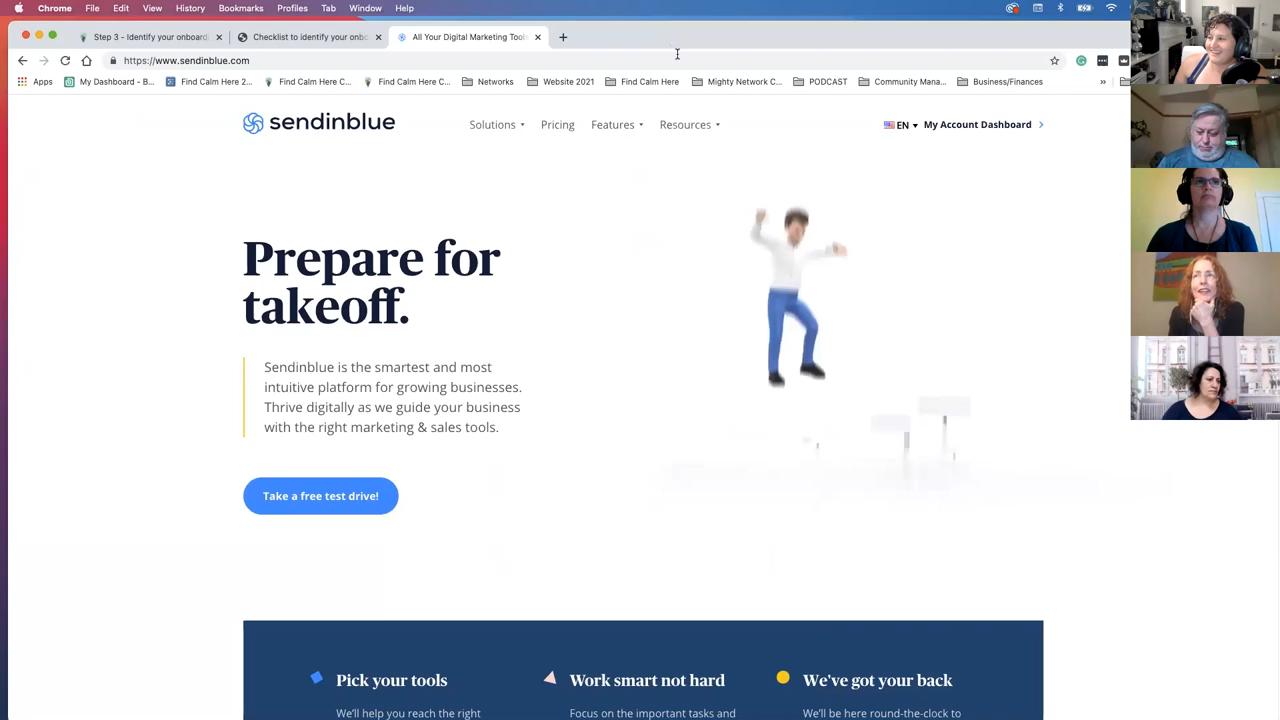 Chrome File Edit View History Bookmarks Profiles Tab Window Help
Step 3 - Identify your onboard
Checklist to identify your onb
All Your Digital Marketing Tools
https://www.sendinblue.com
Apps My Dashboard - B... Find Calm Here C... Find Calm Here C... Find Calm Here C... Networks Website 2021 Find Calm Here Mighty Network C... PODCAST Community Mana... Business/Finances »
sendinblue Solutions Pricing Features Resources EN My Account Dashboard
Prepare for
takeoff.
Sendinblue is the smartest and most
intuitive platform for growing businesses.
Thrive digitally as we guide your business
with the right marketing & sales tools.
Take a free test drive!
Pick your tools
We'll help you reach the right
Work smart not hard
Focus on the important tasks and
We've got your back
We'll be here round-the-clock to